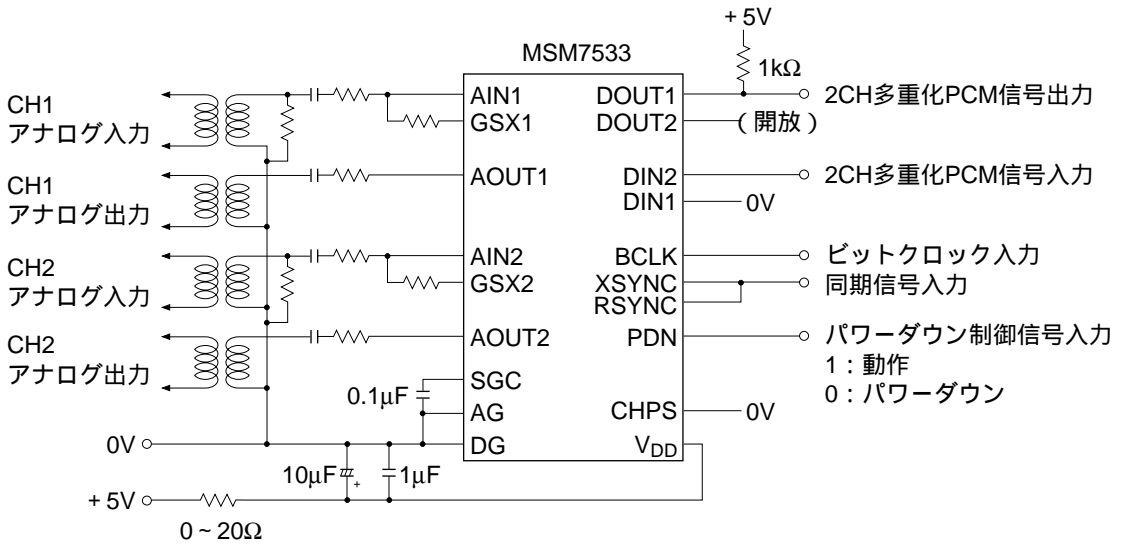 +5V
MSM7533
1kΩ
CH1
アナログ入力
AIN1
GSX1
DOUT1
2CH多重化PCM信号出力
DOUT2
(開放)
CH1
アナログ出力
AOUT1
DIN2
2CH多重化PCM信号入力
DIN1
0V
CH2
アナログ入力
AIN2
GSX2
BCLK
ビットクロック入力
XSYNC
同期信号入力
RSYNC
CH2
アナログ出力
AOUT2
PDN
パワーダウン制御信号入力
1:動作
0:パワーダウン
0.1μF
SGC
AG
CHPS
0V
0V
DG
VDD
10μF
+
1μF
+5V
0~20Ω